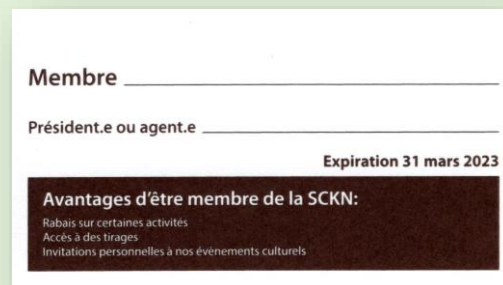 Membre
Président.e ou agent.e
Expiration 31 mars 2023
Avantages d'être membre de la SCKN:
Rabais sur certaines activités
Accès à des tirages
Invitations personnelles à nos évènements culturels